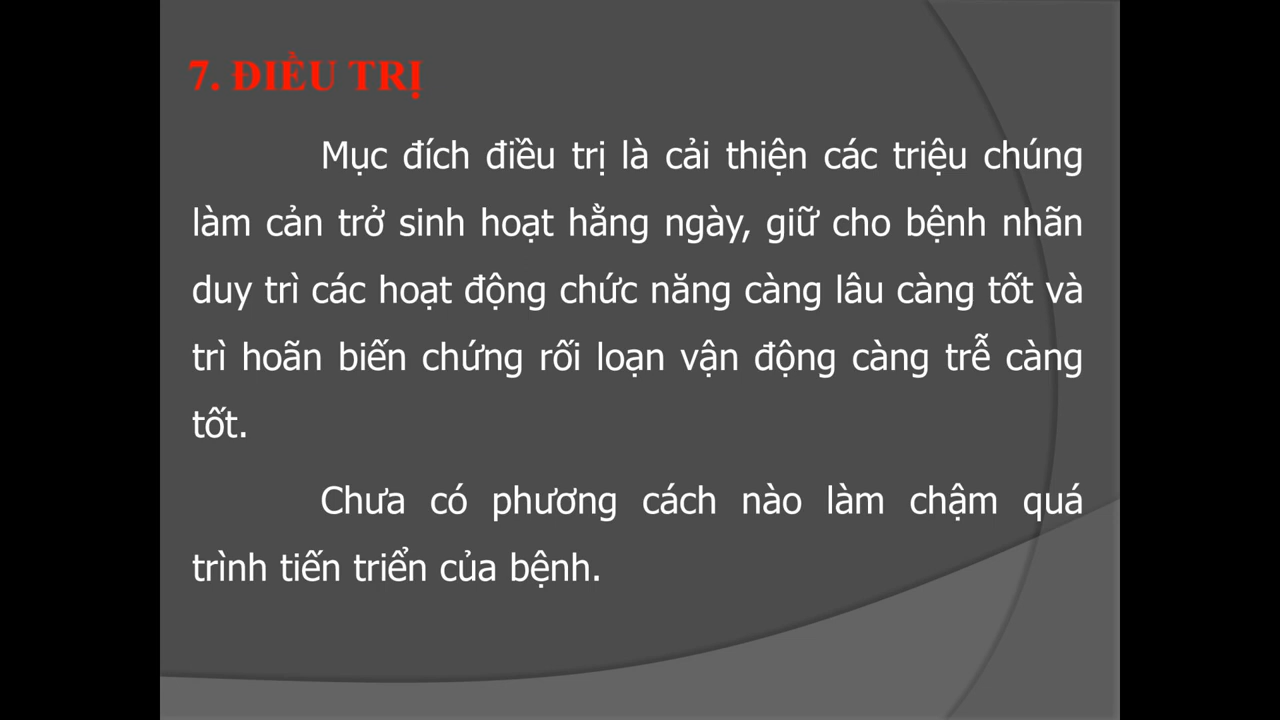 7. ĐIỀU TRỊ
Mục đích điều trị là cải thiện các triệu chúng
làm cản trở sinh hoạt hằng ngày, giữ cho bệnh nhãn
duy trì các hoạt động chức năng càng lâu càng tốt và
trì hoãn biến chứng rối loạn vận động càng trễ càng
tốt.
Chưa có phương cách nào làm chậm quá
trình tiến triển của bệnh.